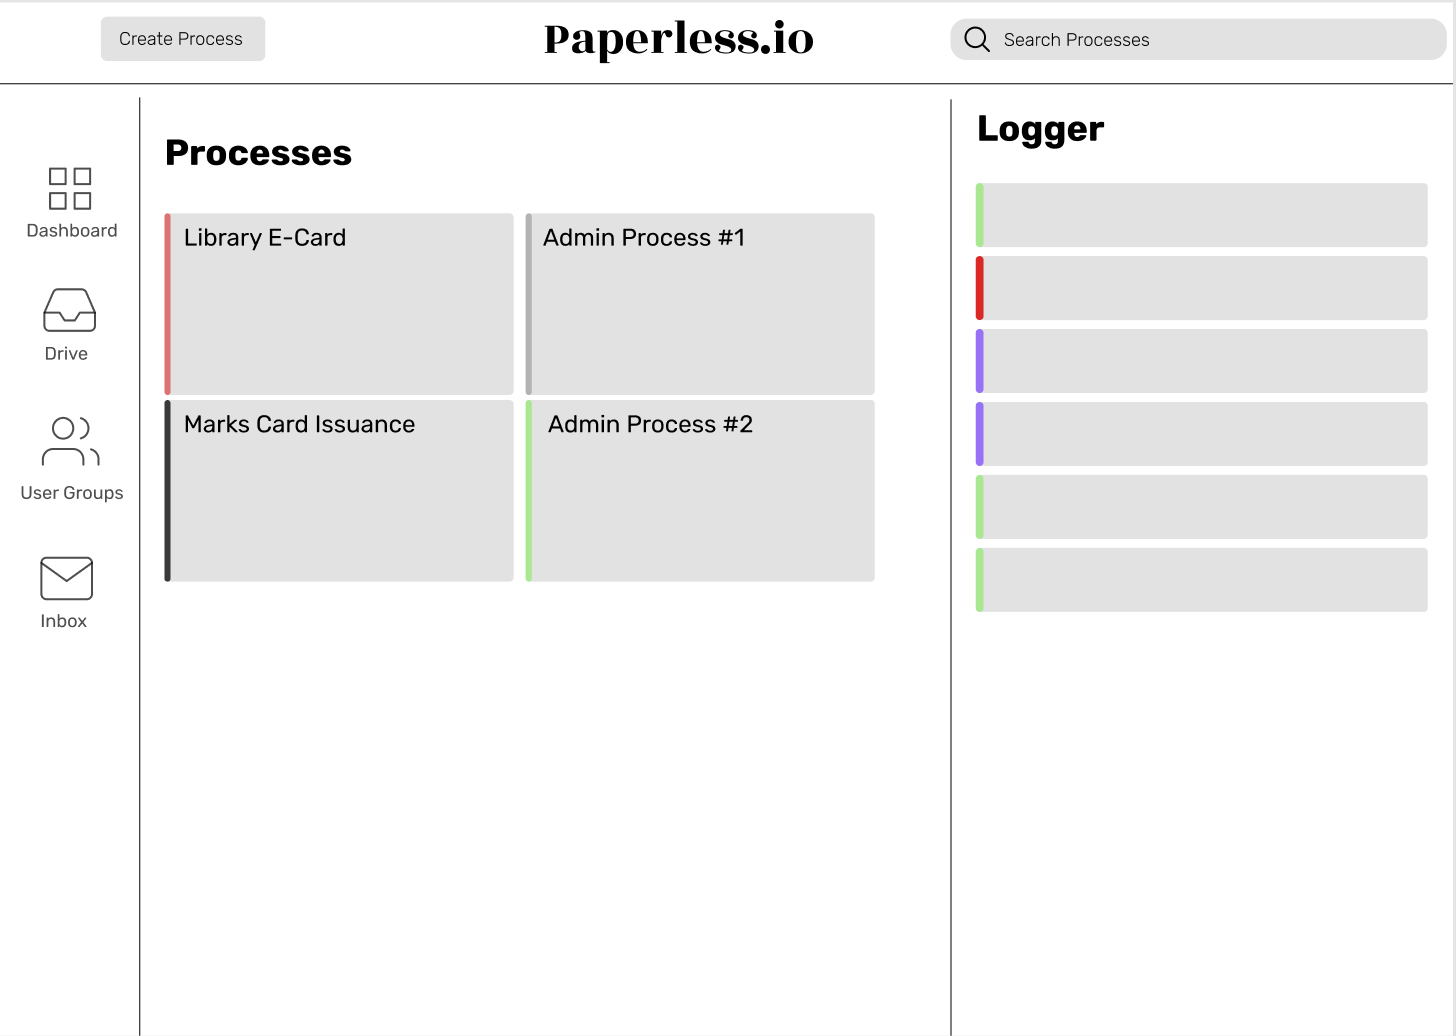 Create Process
Paperless.io
Search Processes
Dashboard
Drive
User Groups
Inbox
Processes
Library E-Card
Admin Process #1
Marks Card Issuance
Admin Process #2
Logger